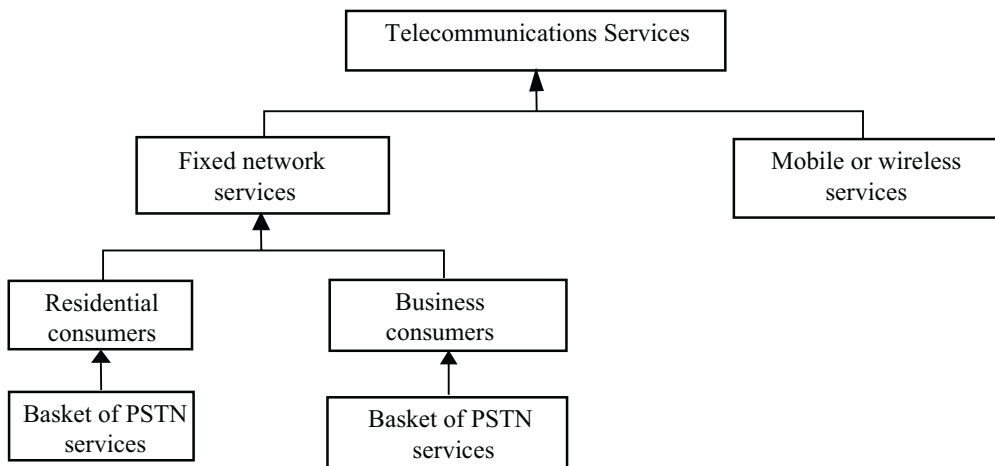 Telecommunications Services
Fixed network
services
Mobile or wireless
services
Residential
consumers
Business
consumers
Basket of PSTN
services
Basket of PSTN
services